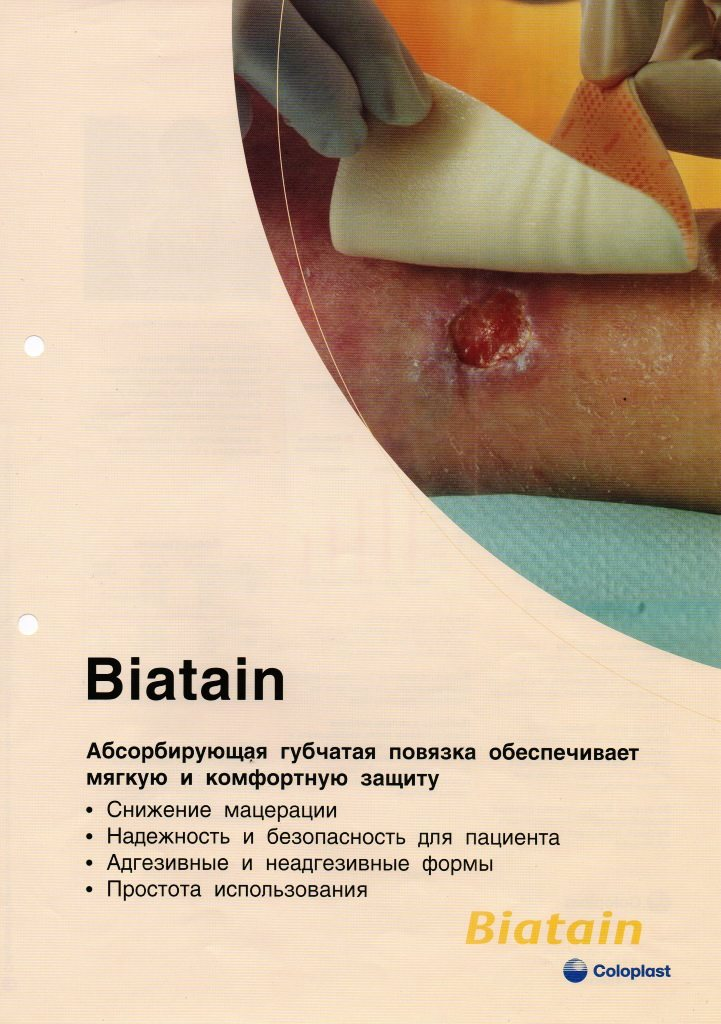 Biatain
Абсорбирующая губчатая повязка обеспечивает
мягкую и комфортную защиту
• Снижение мацерации
• Надежность и безопасность для пациента
• Адгезивные и неадгезивные формы
• Простота использования
Biatain
Coloplast